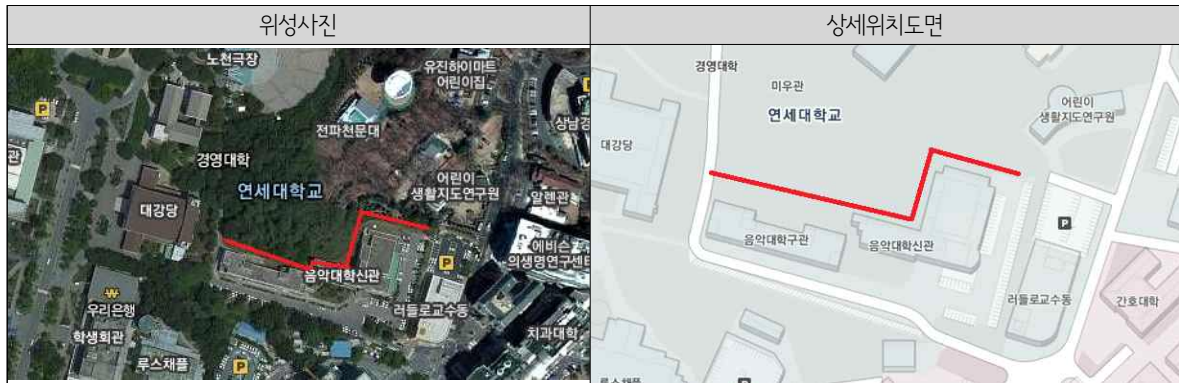 위성사진
상세위치도면
노천극장
유진하이마트
어린이집
P
상남경
전파천문대
관
경영대학
연세대학교
어린이
생활지도연구원
대강당
알렌관
에비슨
의생명연구센터
P
음악대학신관
우리은행
러들로교수동
학생회관
치과대학
루스채플
P
경영대학
미우관
연세대학교
어린이
생활지도연구원
대강당
P
음악대학구관
음악대학신관
러들로교수동
간호대학
루스채플
P